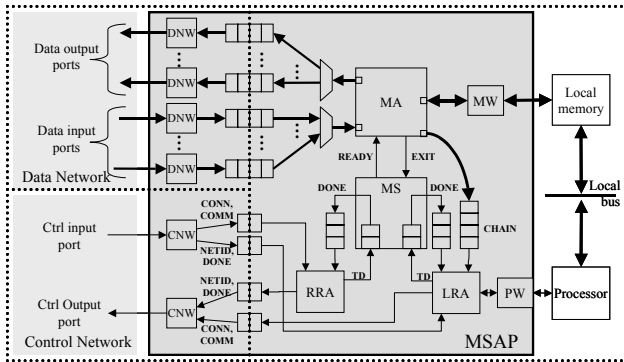 Data output
ports
DNW
DNW
Data input
ports
DNW
DNW
Data Network
MA
MW
Local
memory
READY
EXIT
MS
DONE
DONE
CHAIN
Local
bus
Ctrl input
port
CNW
CONN,
COMM
NETID,
DONE
RRA
TD
TD
LRA
PW
Processor
NETID,
DONE
Ctrl Output
port
CNW
CONN,
COMM
Control Network
MSAP